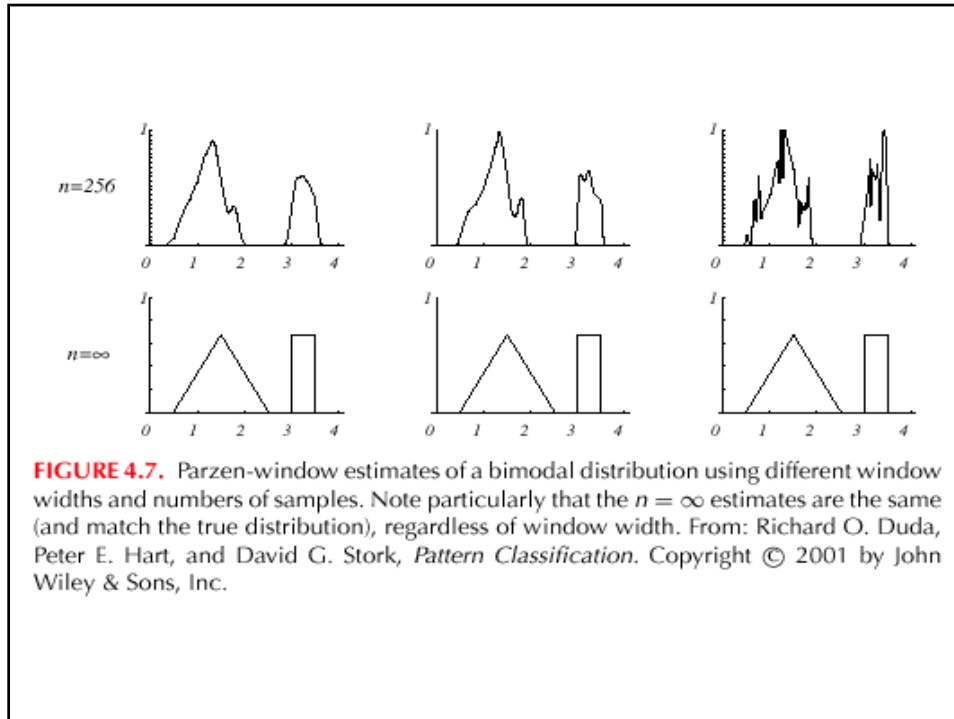 1 1 1
n=256
0 1 2 3 4 0 1 2 3 4 0 1 2 3 4
1 1 1
n=∞
0 1 2 3 4 0 1 2 3 4 0 1 2 3 4
FIGURE 4.7. Parzen-window estimates of a bimodal distribution using different window
widths and numbers of samples. Note particularly that the n = ∞ estimates are the same
(and match the true distribution), regardless of window width. From: Richard O. Duda,
Peter E. Hart, and David G. Stork, Pattern Classification. Copyright © 2001 by John
Wiley & Sons, Inc.